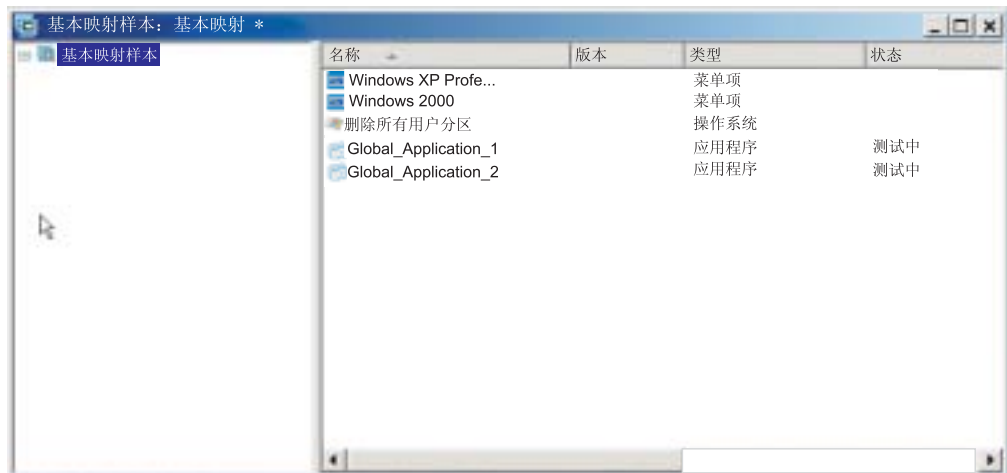 基本映射样本：基本映射 *
基本映射样本
名称 版本 类型 状态
Windows XP Profe... 菜单项
Windows 2000 菜单项
删除所有用户分区 操作系统
Global_Application_1 应用程序 测试中
Global_Application_2 应用程序 测试中